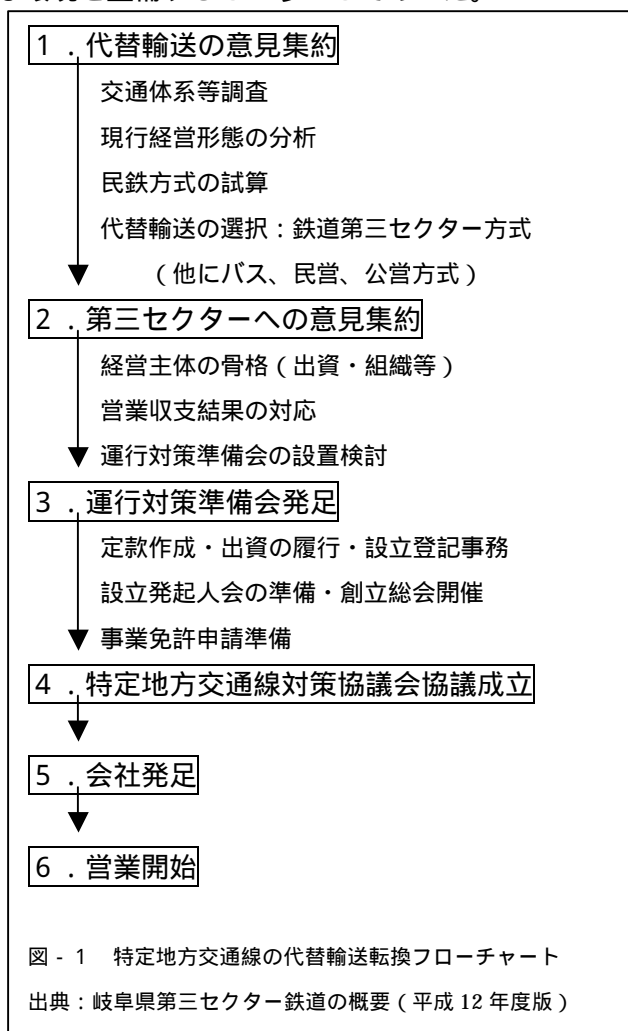 １．代替輸送の意見集約
交通体系等調査
現行経営形態の分析
民鉄方式の試算
代替輸送の選択：鉄道第三セクター方式
（他にバス、民営、公営方式）
２．第三セクターへの意見集約
経営主体の骨格（出資・組織等）
営業収支結果の対応
運行対策準備会の設置検討
３．運行対策準備会発足
定款作成・出資の履行・設立登記事務
設立発起人会の準備・創立総会開催
事業免許申請準備
４．特定地方交通線対策協議会協議成立
５．会社発足
６．営業開始
図－１　特定地方交通線の代替輸送転換フローチャート
出典：岐阜県第三セクター鉄道の概要（平成 12 年度版）